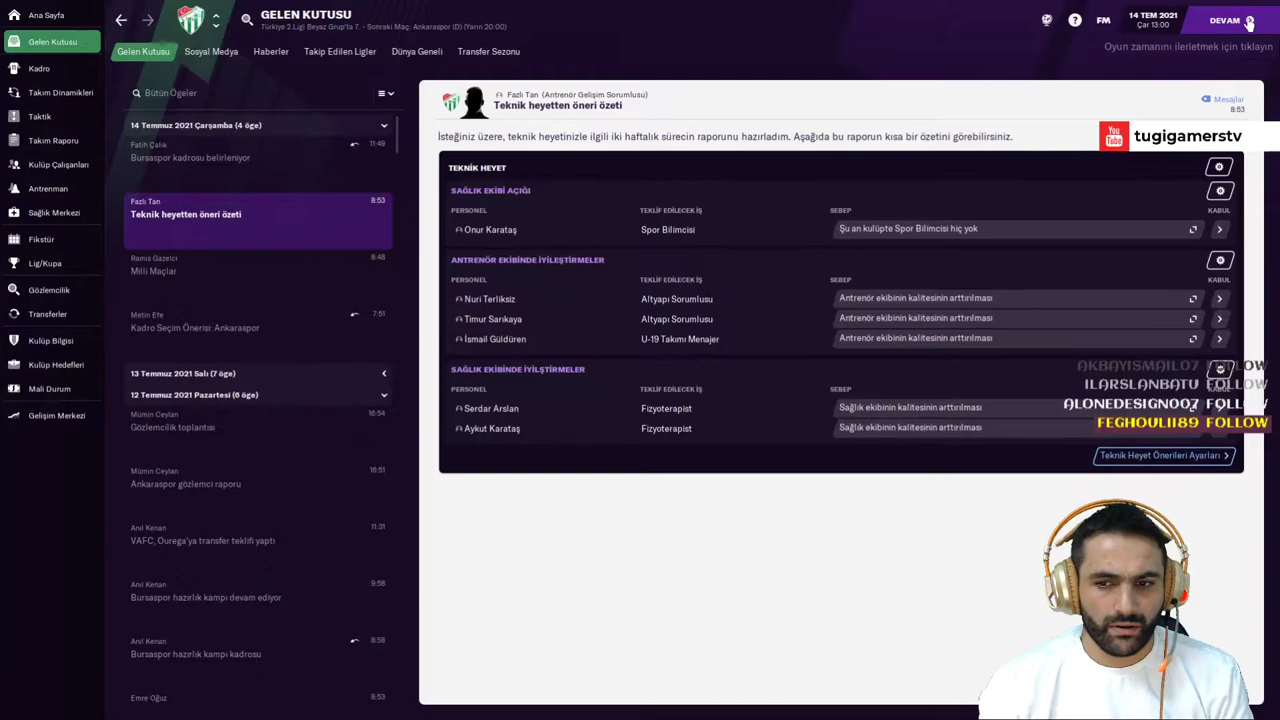 Ana Sayfa
Gelen Kutusu
Kadro
Takım Dinamikleri
Taktik
Takım Raporu
Kulüp Çalışanları
Antrenman
Sağlık Merkezi
Fikstür
Lig/Kupa
Gözlemcilik
Transferler
Kulüp Bilgisi
Kulüp Hedefleri
Mali Durum
Gelişim Merkezi
GELEN KUTUSU
Türkiye 2.Ligi Beyaz Grup'ta 7. - Sonraki Maç: Ankaraspor (D) (Yarın 20:00)
FM
14 TEM 2021
Çar 13:00
DEVAM
Oyun zamanını ilerletmek için tıklayın
Gelen Kutusu Sosyal Medya Haberler Takip Edilen Ligler Dünya Geneli Transfer Sezonu
Bütün Ögeler
14 Temmuz 2021 Çarşamba (4 öge)
Fatih Çalık 11:49
Bursaspor kadrosu belirleniyor
Fazlı Tan 8:53
Teknik heyetten öneri özeti
Ramis Gazelci 8:48
Milli Maçlar
Metin Efe 7:51
Kadro Seçim Önerisi: Ankaraspor
13 Temmuz 2021 Salı (7 öge)
12 Temmuz 2021 Pazartesi (6 öge)
Mümin Ceylan 16:54
Gözlemcilik toplantısı
Mümin Ceylan 16:51
Ankaraspor gözlemci raporu
Anıl Kenan 11:31
VAFC, Ourega'ya transfer teklifi yaptı
Anıl Kenan 9:58
Bursaspor hazırlık kampı devam ediyor
Anıl Kenan 8:58
Bursaspor hazırlık kampı kadrosu
Emre Oğuz 8:53
Fazlı Tan (Antrenör Gelişim Sorumlusu)
Teknik heyetten öneri özeti
Mesajlar
8:53
İsteğiniz üzere, teknik heyetinizle ilgili iki haftalık sürecin raporunu hazırladım. Aşağıda bu raporun kısa bir özetini görebilirsiniz.
You Tube tugigamerstv
TEKNİK HEYET
SAĞLIK EKİBİ AÇIĞI
PERSONEL TEKLİF EDİLECEK İŞ SEBEP KABUL
Onur Karataş Spor Bilimcisi Şu an kulüpte Spor Bilimcisi hiç yok
ANTRENÖR EKİBİNDE İYİLEŞTİRMELER
PERSONEL TEKLİF EDİLECEK İŞ SEBEP KABUL
Nuri Terliksiz Altyapı Sorumlusu Antrenör ekibinin kalitesinin arttırılması
Timur Sarıkaya Altyapı Sorumlusu Antrenör ekibinin kalitesinin arttırılması
İsmail Güldüren U-19 Takımı Menajer Antrenör ekibinin kalitesinin arttırılması
SAĞLIK EKİBİNDE İYİLŞTİRMELER
PERSONEL TEKLİF EDİLECEK İŞ SEBEP
Serdar Arslan Fizyoterapist Sağlık ekibinin kalitesinin arttırılması
Aykut Karataş Fizyoterapist Sağlık ekibinin kalitesinin arttırılması
Teknik Heyet Önerileri Ayarları
AKBAYISMAIL07 FOLLOW
ILARSLANBATU FOLLOW
ALONEDESIGN007 FOLLOW
FEGHOULI189 FOLLOW